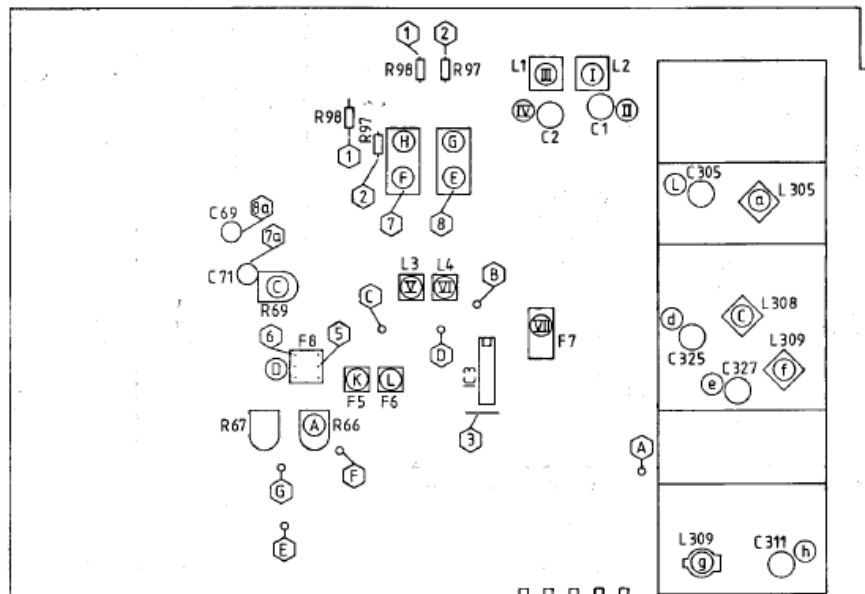 1 2
R98 R97
L1 III I L2
IV C2 C1 II
R98 R97
H G
1
F E
2
7 8
L C305
a L305
C69 8a
7a
C71
C
R69
L3 L4
V VI
B
C
D
VII F7
d C325
C L308
L309
f
e C327
6 F8 5
D
K L
F5 F6
IC3
3
R67 A R66
F
G
E
A
L309
g
C311 h